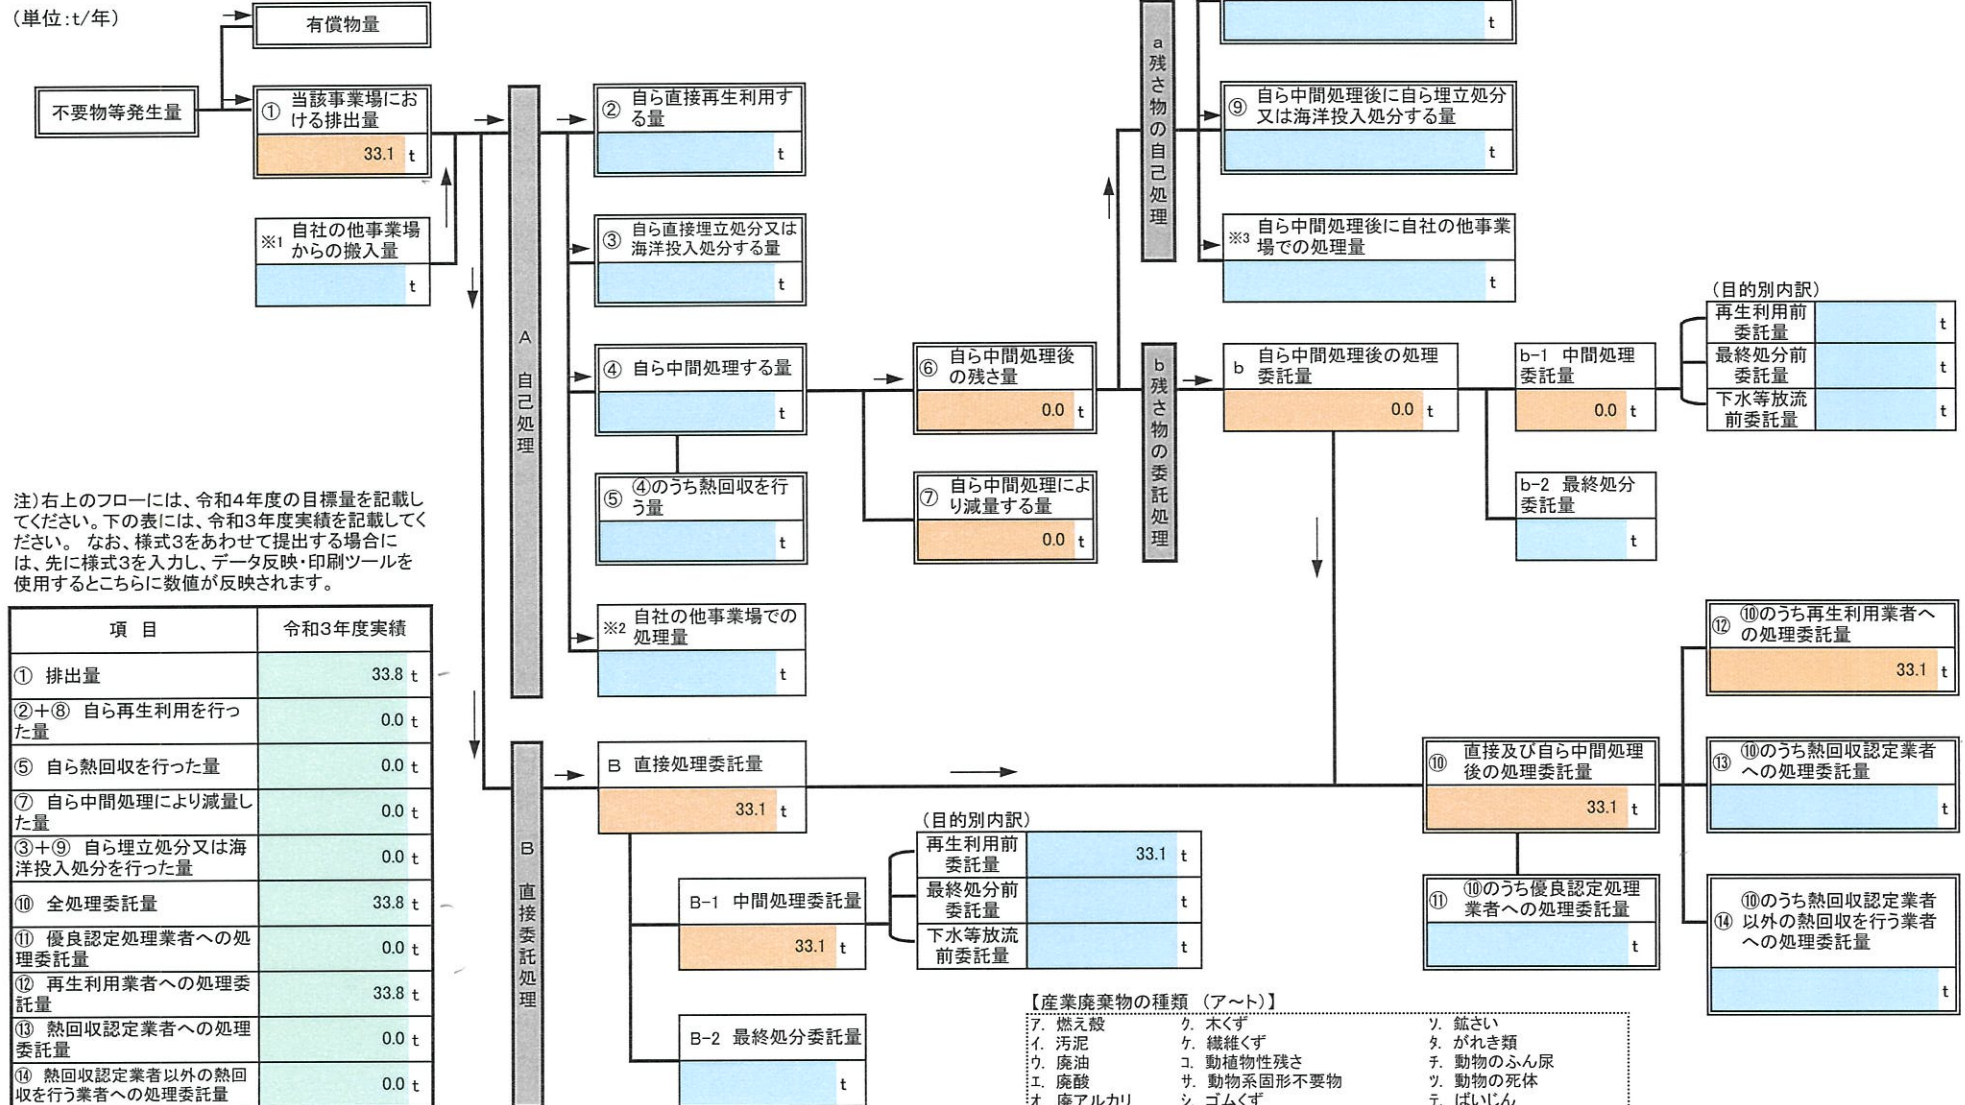 (単位:t/年)
有償物量
不要物等発生量
① 当該事業場にお
ける排出量
33.1 t
※1 自社の他事業場
からの搬入量
t
A 自己処理
② 自ら直接再生利用す
る量
t
③ 自ら直接埋立処分又は
海洋投入処分する量
t
④ 自ら中間処理する量
t
⑤ ④のうち熱回収を行
う量
t
※2 自社の他事業場での
処理量
t
⑥ 自ら中間処理後
の残さ量
0.0 t
⑦ 自ら中間処理によ
り減量する量
0.0 t
a 残さ物の自己処理
t
⑨ 自ら中間処理後に自ら埋立処分
又は海洋投入処分する量
t
※3 自ら中間処理後に自社の他事業
場での処理量
t
b 残さ物の委託処理
b 自ら中間処理後の処理
委託量
0.0 t
b-1 中間処理
委託量
0.0 t
(目的別内訳)
再生利用前
委託量
t
最終処分前
委託量
t
下水等放流
前委託量
t
b-2 最終処分
委託量
t
注)右上のフローには、令和4年度の目標量を記載し
てください。下の表には、令和3年度実績を記載してく
ださい。 なお、様式3をあわせて提出する場合に
は、先に様式3を入力し、データ反映・印刷ツールを
使用するとこちらに数値が反映されます。
項 目 令和3年度実績
① 排出量 33.8 t
②+⑧ 自ら再生利用を行っ
た量 0.0 t
⑤ 自ら熱回収を行った量 0.0 t
⑦ 自ら中間処理により減量し
た量 0.0 t
③+⑨ 自ら埋立処分又は海
洋投入処分を行った量 0.0 t
⑩ 全処理委託量 33.8 t
⑪ 優良認定処理業者への処
理委託量 0.0 t
⑫ 再生利用業者への処理委
託量 33.8 t
⑬ 熱回収認定業者への処理
委託量 0.0 t
⑭ 熱回収認定業者以外の熱回
収を行う業者への処理委託量 0.0 t
B 直接委託処理
B 直接処理委託量
33.1 t
B-1 中間処理委託量
33.1 t
(目的別内訳)
再生利用前
委託量
33.1 t
最終処分前
委託量
t
下水等放流
前委託量
t
B-2 最終処分委託量
t
⑩ 直接及び自ら中間処理
後の処理委託量
33.1 t
⑪ ⑩のうち優良認定処理
業者への処理委託量
t
⑫ ⑩のうち再生利用業者へ
の処理委託量
33.1 t
⑬ ⑩のうち熱回収認定業者
への処理委託量
t
⑭ ⑩のうち熱回収認定業者
以外の熱回収を行う業者
への処理委託量
t
【産業廃棄物の種類 (ア~ト)】
ア. 燃え殻 ク. 木くず ソ. 鉱さい
イ. 汚泥 ケ. 繊維くず タ. がれき類
ウ. 廃油 コ. 動植物性残さ チ. 動物のふん尿
エ. 廃酸 サ. 動物系固形不要物 ツ. 動物の死体
オ. 廃アルカリ シ. ゴムくず テ. ばいじん